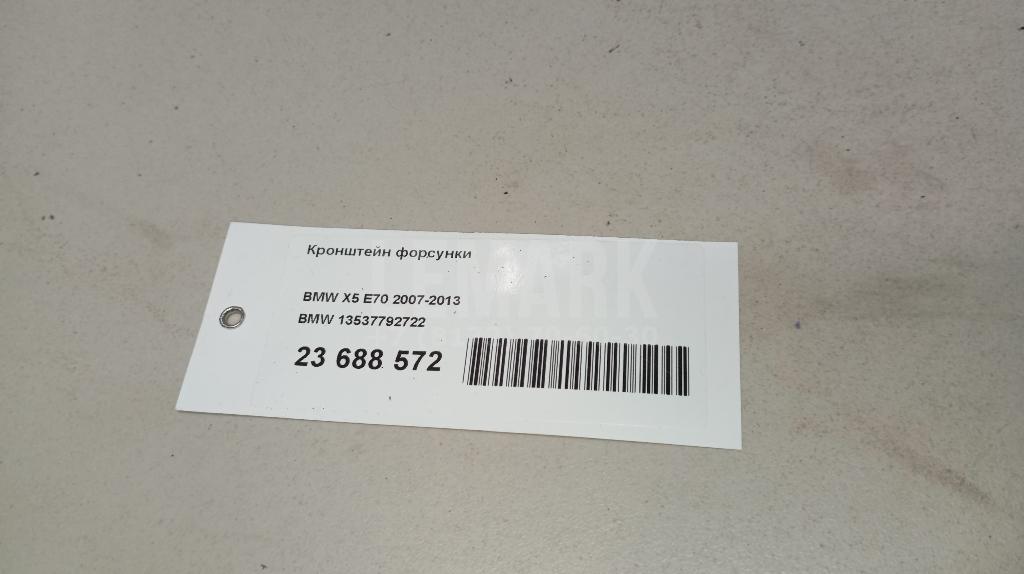 Кронштейн форсунки
BMW X5 E70 2007-2013
BMW 13537792722
23 688 572